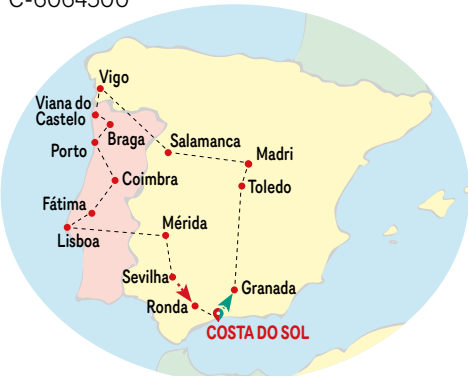 C-6064500
Vigo
Viana do
Castelo
Braga
Porto
Salamanca
Madri
Coimbra
Toledo
Fátima
Lisboa
Mérida
Sevilha
Ronda
Granada
COSTA DO SOL